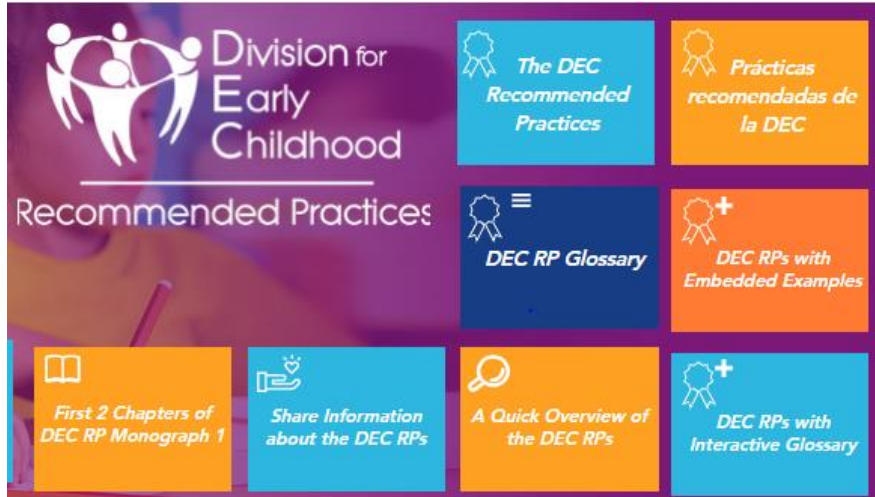 Division for
Early
Childhood
Recommended Practices
The DEC
Recommended
Practices
Prácticas
recomendadas de
la DEC
DEC RP Glossary
DEC RPs with
Embedded Examples
First 2 Chapters of
DEC RP Monograph 1
Share Information
about the DEC RPs
A Quick Overview of
the DEC RPs
DEC RPs with
Interactive Glossary